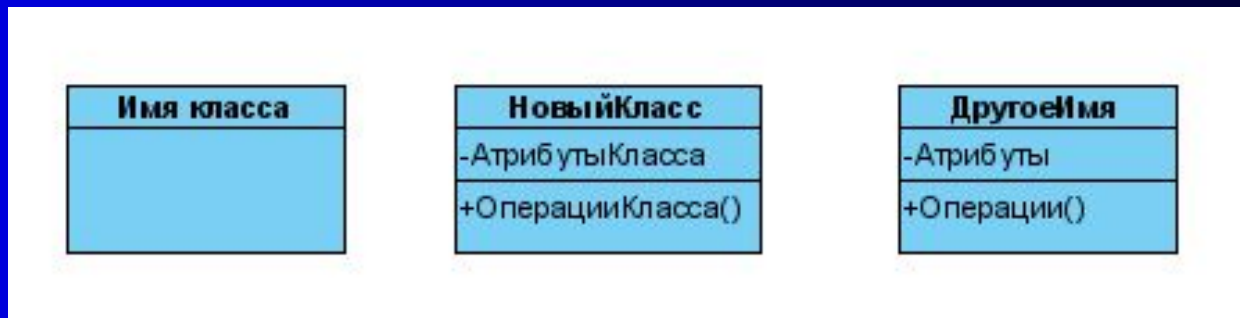 Имя класса
НовыйКласс
-АтрибутыКласса
+ОперацииКласса()
ДругоеИмя
-Атрибуты
+Операции()